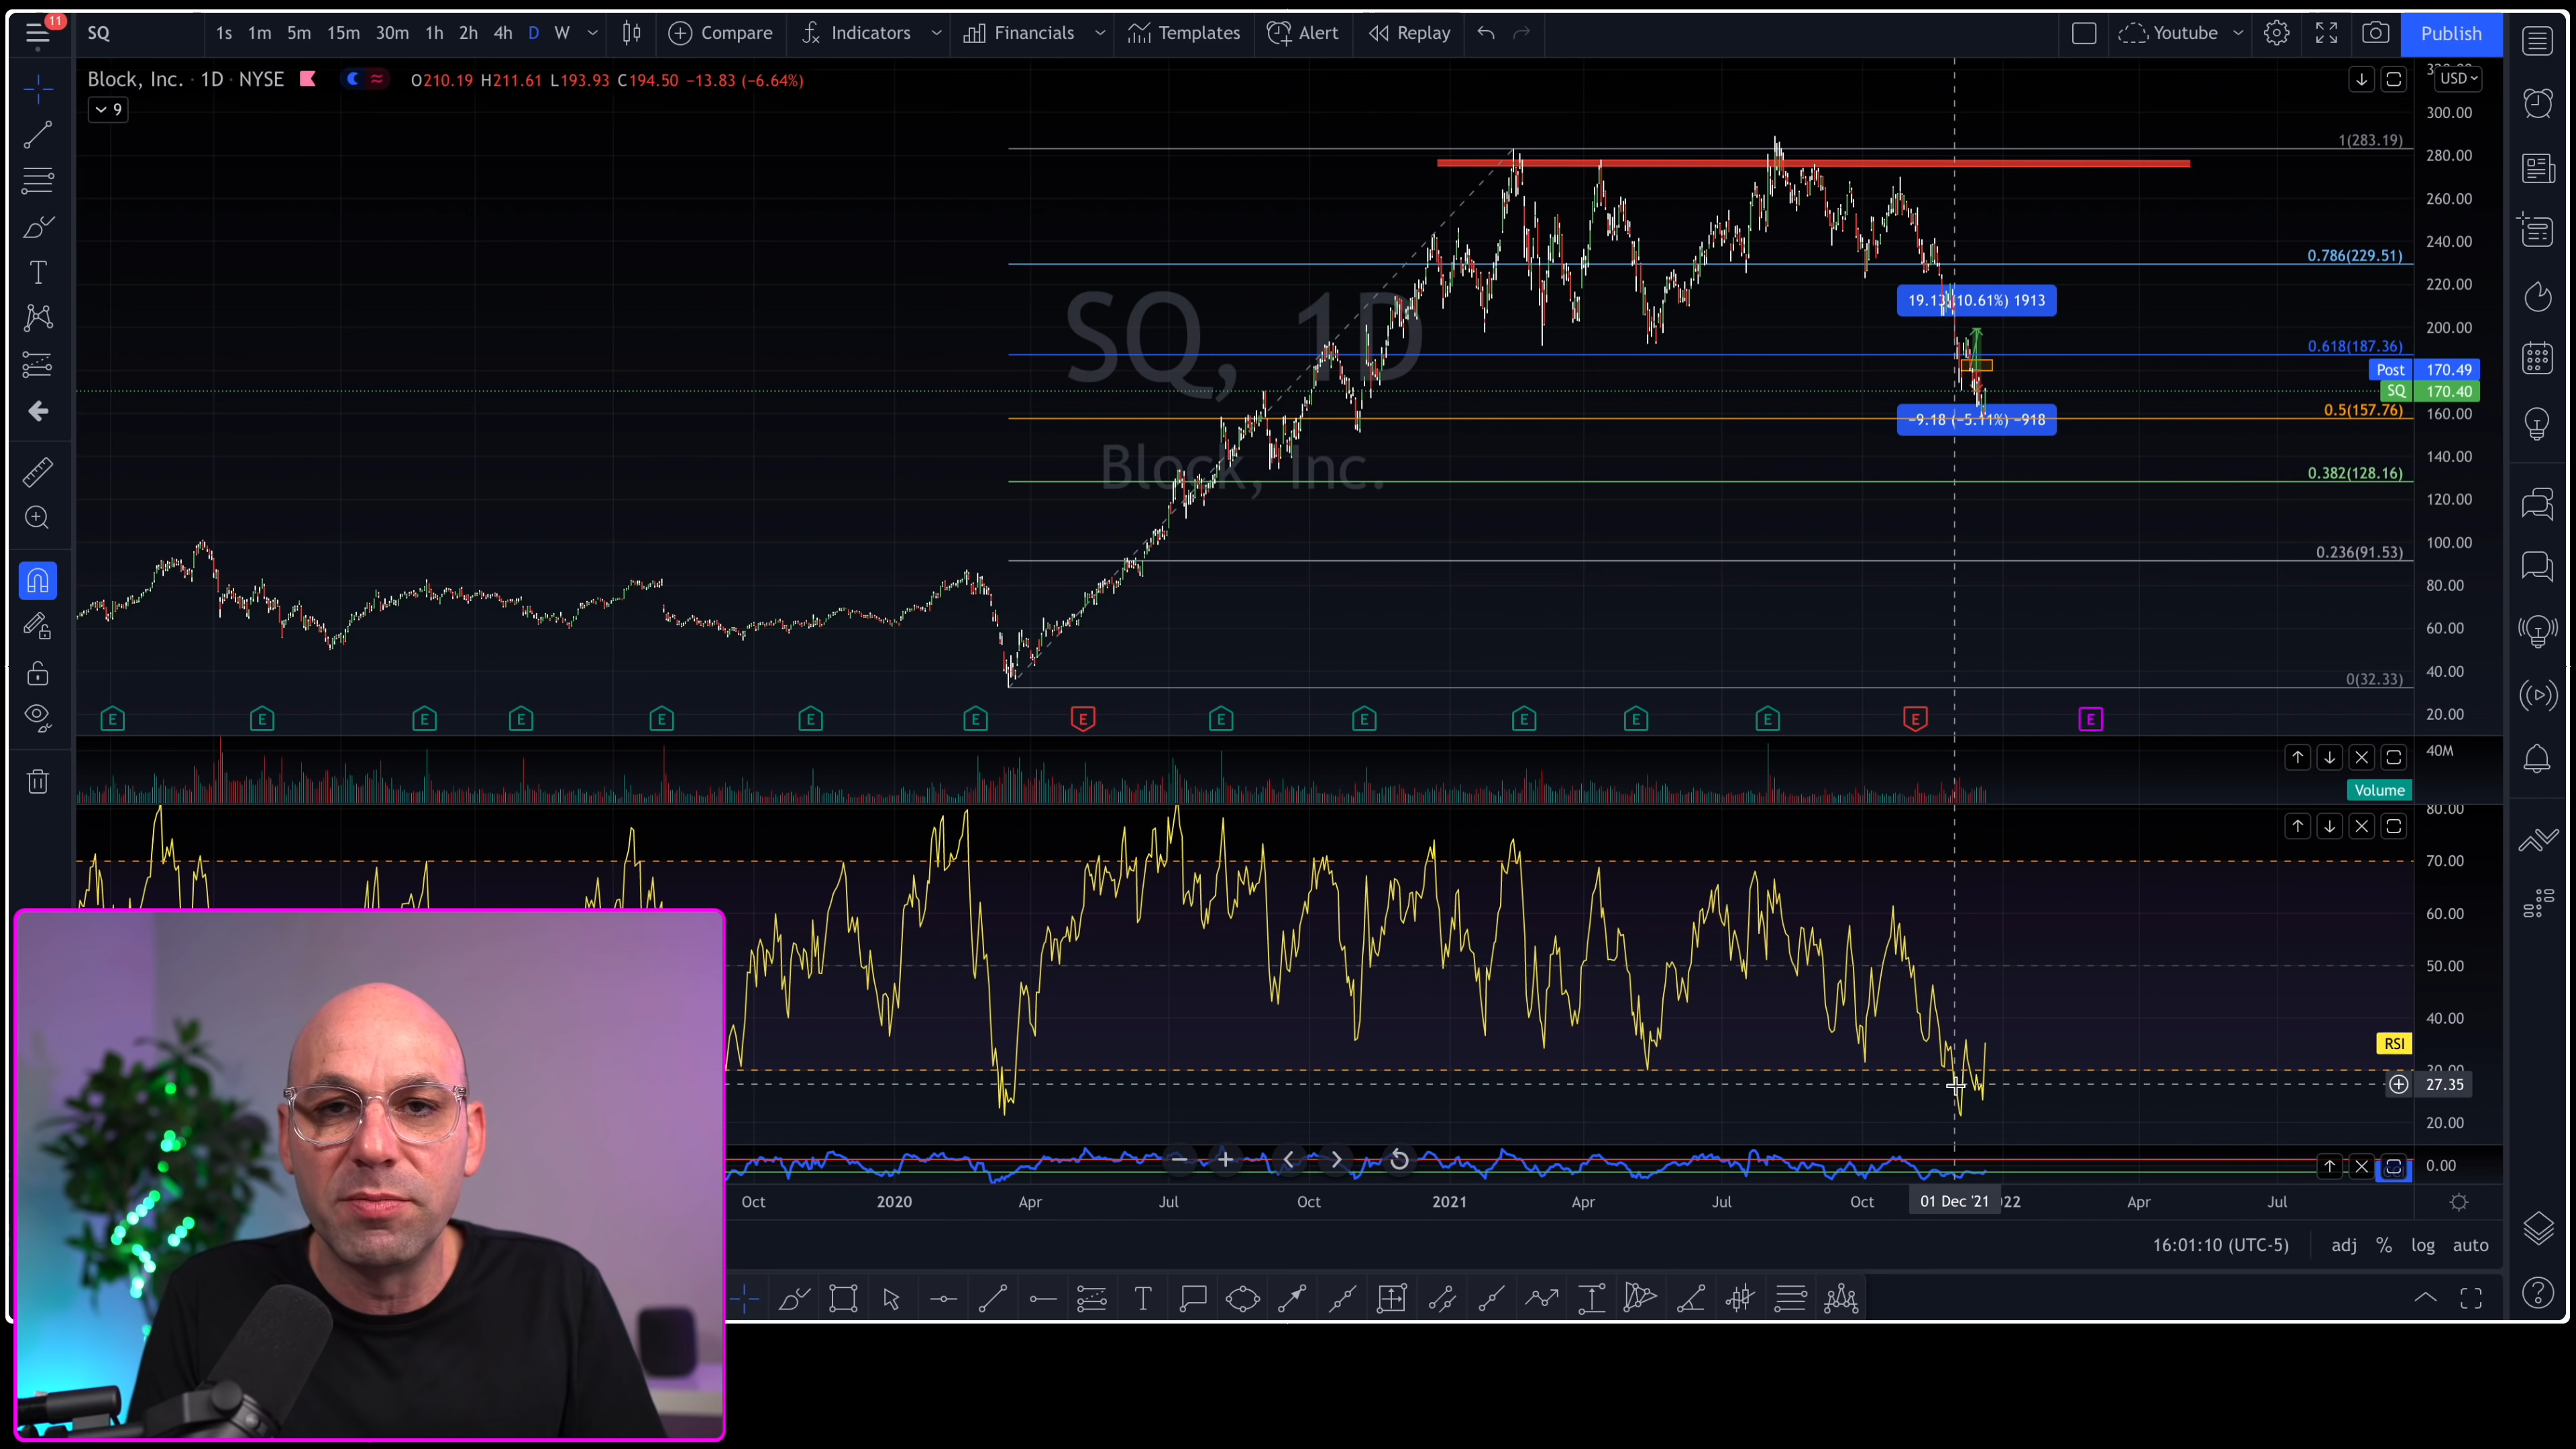 11
SQ
1s 1m 5m 15m 30m 1h 2h 4h D W
Compare
Indicators
Financials
Templates
Alert
Replay
Youtube
Publish
Block, Inc. · 1D · NYSE
O210.19 H211.61 L193.93 C194.50 −13.83 (−6.64%)
9
USD
300.00
280.00
260.00
240.00
220.00
200.00
160.00
140.00
120.00
100.00
80.00
60.00
40.00
20.00
1(283.19)
0.786(229.51)
0.618(187.36)
0.5(157.76)
0.382(128.16)
0.236(91.53)
0(32.33)
Post 170.49
SQ 170.40
19.13 (10.61%) 1913
−9.18 (−5.11%) −918
SQ, 1D
Block, Inc.
E E E E E E E E E E E E E E E
40M
Volume
80.00
70.00
60.00
50.00
40.00
30.00
RSI
27.35
20.00
0.00
Oct 2020 Apr Jul Oct 2021 Apr Jul Oct 01 Dec '21 22 Apr Jul
16:01:10 (UTC-5)
adj % log auto